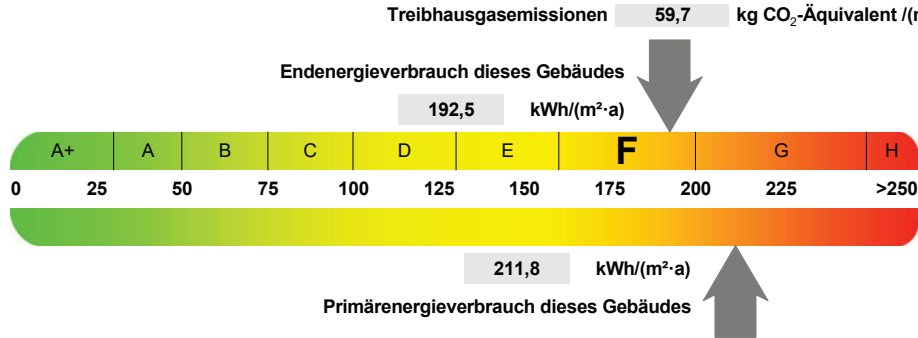 Treibhausgasemissionen 59,7 kg CO₂-Äquivalent /(m
Endenergieverbrauch dieses Gebäudes
192,5 kWh/(m²·a)
A+ A B C D E F G H
0 25 50 75 100 125 150 175 200 225 >250
211,8 kWh/(m²·a)
Primärenergieverbrauch dieses Gebäudes